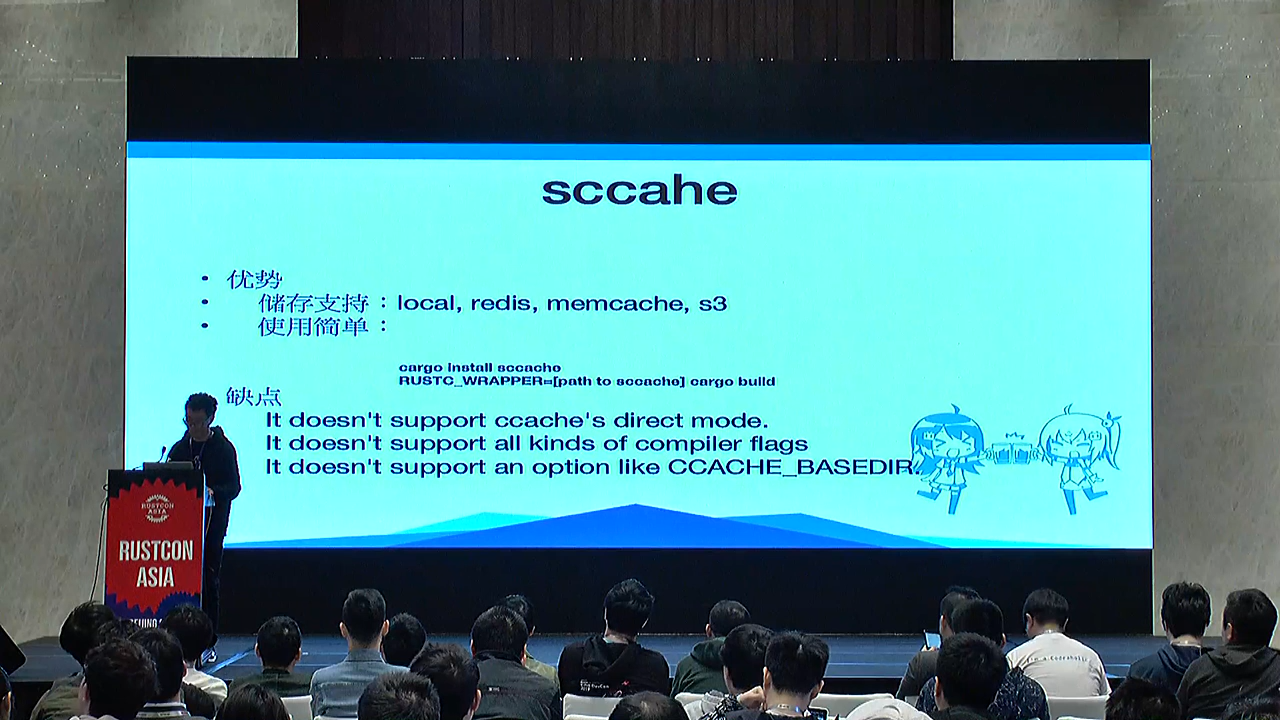 sccahe
• 优势
• 储存支持：local, redis, memcache, s3
• 使用简单：
cargo install sccache
RUSTC_WRAPPER=[path to sccache] cargo build
缺点
It doesn't support ccache's direct mode.
It doesn't support all kinds of compiler flags
It doesn't support an option like CCACHE_BASEDIR.
RUSTCON
ASIA
RUSTCON
ASIA